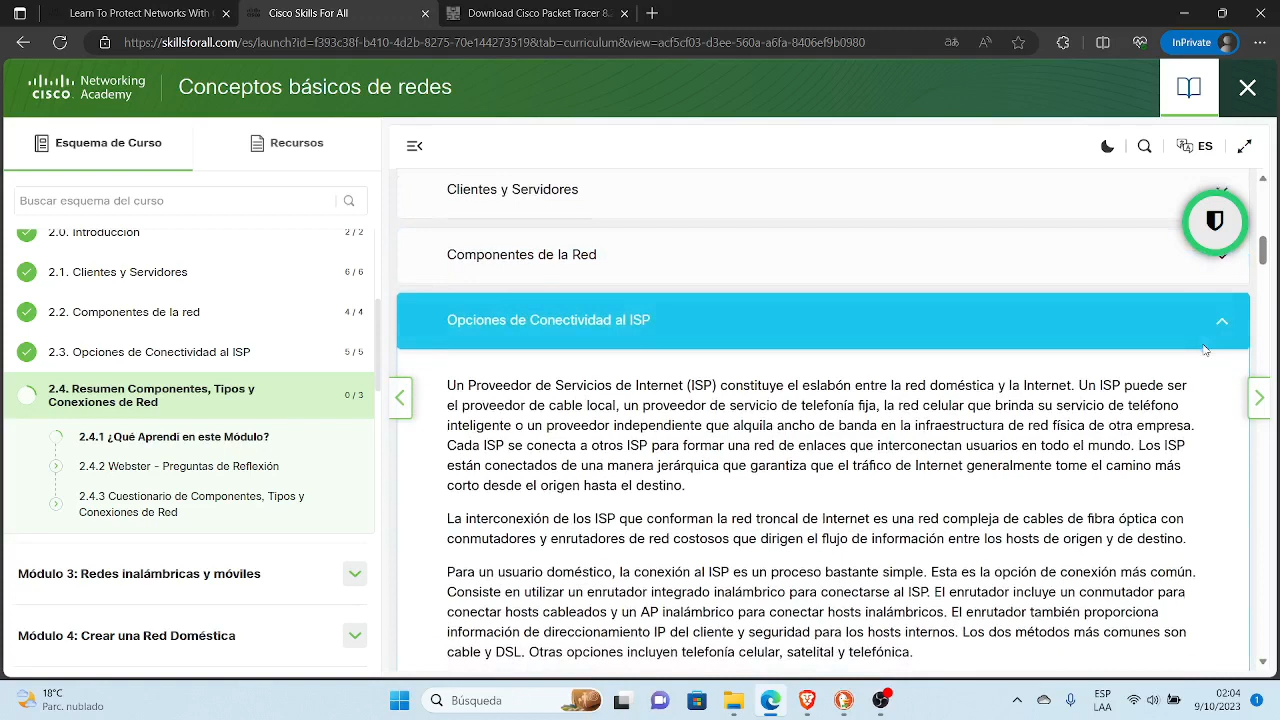 Learn To Protect Networks With
Cisco Skills For All
Download Cisco Packet Tracer 8..
https://skillsforall.com/es/launch?id=f393c38f-b410-4d2b-8275-70e144215719&tab=curriculum&view=acf5cf03-d3ee-560a-a6fa-8406ef9b0980
InPrivate
cisco
Networking
Academy
Conceptos básicos de redes
Esquema de Curso
Recursos
ES
Buscar esquema del curso
2.0. Introducción
2 / 2
2.1. Clientes y Servidores
6 / 6
2.2. Componentes de la red
4 / 4
2.3. Opciones de Conectividad al ISP
5 / 5
2.4. Resumen Componentes, Tipos y
Conexiones de Red
0 / 3
2.4.1 ¿Qué Aprendi en este Módulo?
2.4.2 Webster - Preguntas de Reflexión
2.4.3 Cuestionario de Componentes, Tipos y
Conexiones de Red
Módulo 3: Redes inalámbricas y móviles
Módulo 4: Crear una Red Doméstica
Clientes y Servidores
Componentes de la Red
Opciones de Conectividad al ISP
Un Proveedor de Servicios de Internet (ISP) constituye el eslabón entre la red doméstica y la Internet. Un ISP puede ser
el proveedor de cable local, un proveedor de servicio de telefonía fija, la red celular que brinda su servicio de teléfono
inteligente o un proveedor independiente que alquila ancho de banda en la infraestructura de red física de otra empresa.
Cada ISP se conecta a otros ISP para formar una red de enlaces que interconectan usuarios en todo el mundo. Los ISP
están conectados de una manera jerárquica que garantiza que el tráfico de Internet generalmente tome el camino más
corto desde el origen hasta el destino.
La interconexión de los ISP que conforman la red troncal de Internet es una red compleja de cables de fibra óptica con
conmutadores y enrutadores de red costosos que dirigen el flujo de información entre los hosts de origen y de destino.
Para un usuario doméstico, la conexión al ISP es un proceso bastante simple. Esta es la opción de conexión más común.
Consiste en utilizar un enrutador integrado inalámbrico para conectarse al ISP. El enrutador incluye un conmutador para
conectar hosts cableados y un AP inalámbrico para conectar hosts inalámbricos. El enrutador también proporciona
información de direccionamiento IP del cliente y seguridad para los hosts internos. Los dos métodos más comunes son
cable y DSL. Otras opciones incluyen telefonía celular, satelital y telefónica.
18°C
Parc. nublado
Búsqueda
ESP
LAA
02:04
9/10/2023
1